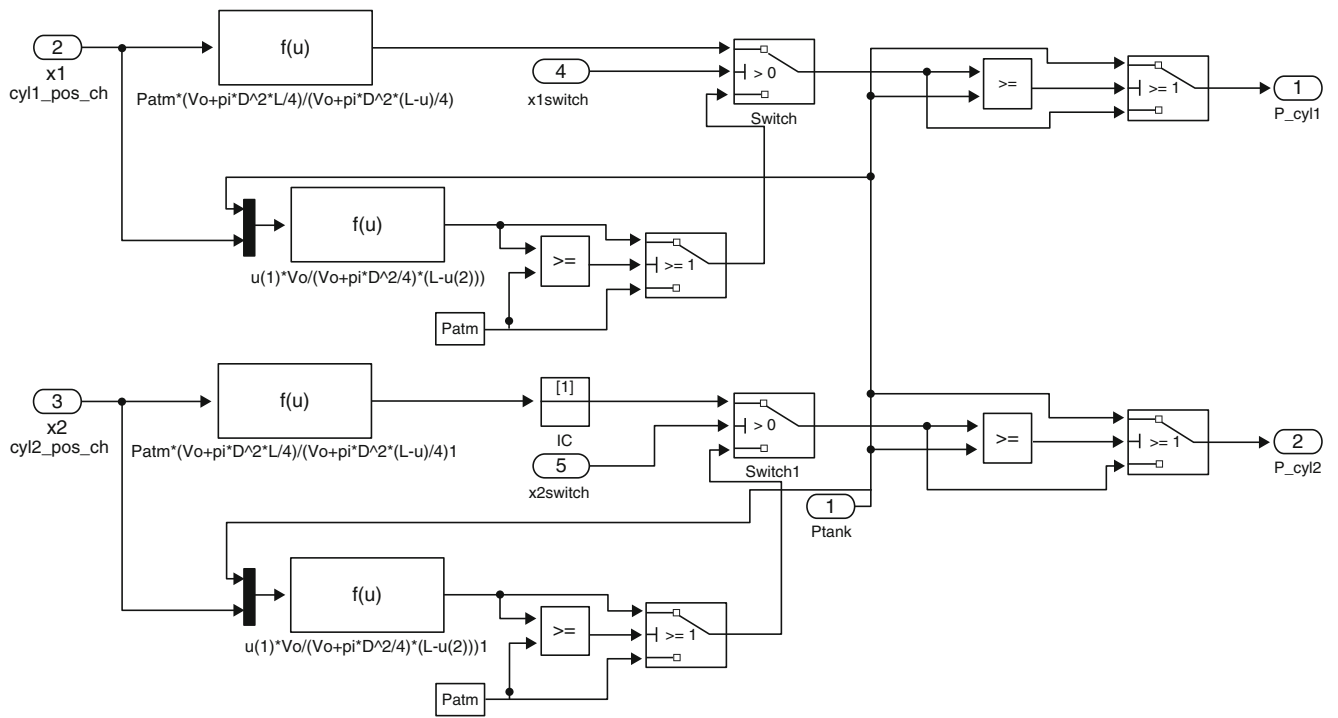 2
x1
cyl1_pos_ch
f(u)
Patm*(Vo+pi*D^2*L/4)/(Vo+pi*D^2*(L-u)/4)
4
x1switch
> 0
Switch
>=
>= 1
1
P_cyl1
f(u)
u(1)*Vo/(Vo+pi*D^2/4)*(L-u(2)))
>=
>= 1
Patm
3
x2
cyl2_pos_ch
f(u)
Patm*(Vo+pi*D^2*L/4)/(Vo+pi*D^2*(L-u)/4)1
[1]
IC
5
x2switch
> 0
Switch1
>=
>= 1
2
P_cyl2
1
Ptank
f(u)
u(1)*Vo/(Vo+pi*D^2/4)*(L-u(2)))1
>=
>= 1
Patm